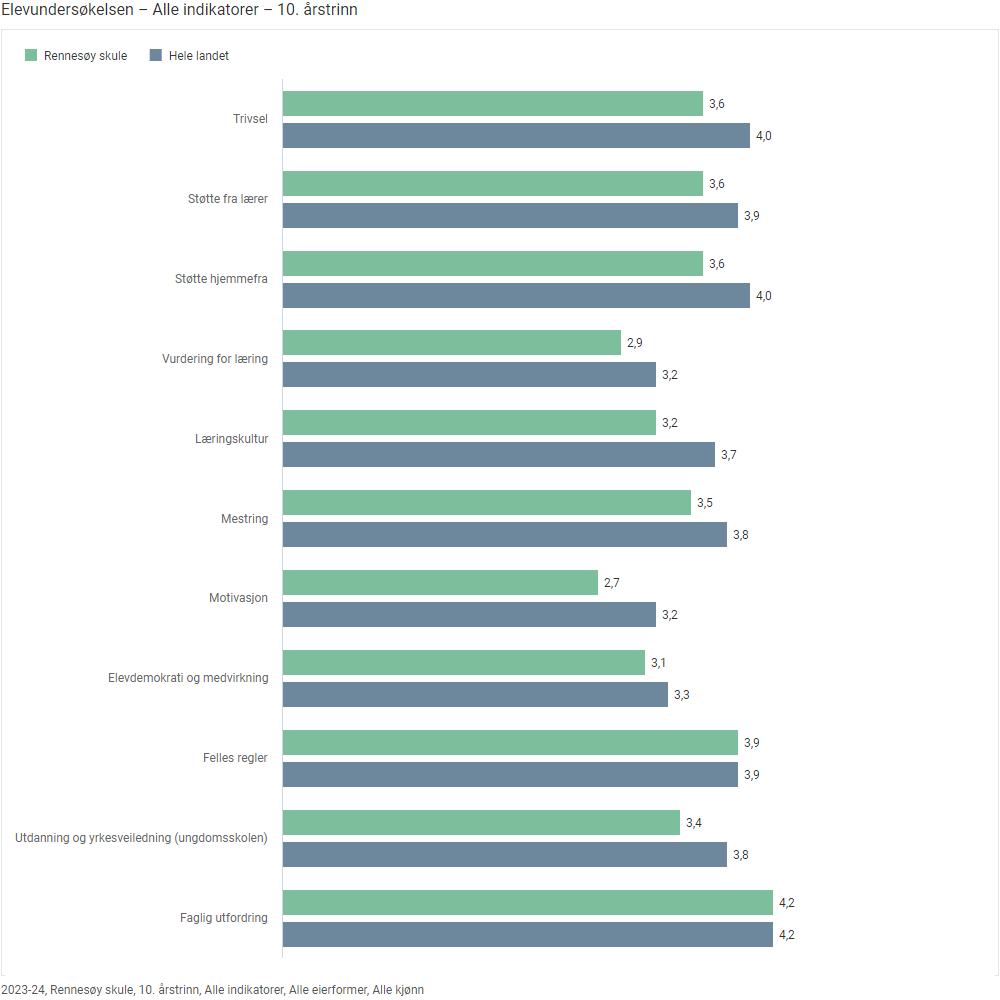 Elevundersøkelsen – Alle indikatorer – 10. årstrinn
Rennesøy skule Hele landet
Trivsel
3,6
4,0
Støtte fra lærer
3,6
3,9
Støtte hjemmefra
3,6
4,0
Vurdering for læring
2,9
3,2
Læringskultur
3,2
3,7
Mestring
3,5
3,8
Motivasjon
2,7
3,2
Elevdemokrati og medvirkning
3,1
3,3
Felles regler
3,9
3,9
Utdanning og yrkesveiledning (ungdomsskolen)
3,4
3,8
Faglig utfordring
4,2
4,2
2023-24, Rennesøy skule, 10. årstrinn, Alle indikatorer, Alle eierformer, Alle kjønn